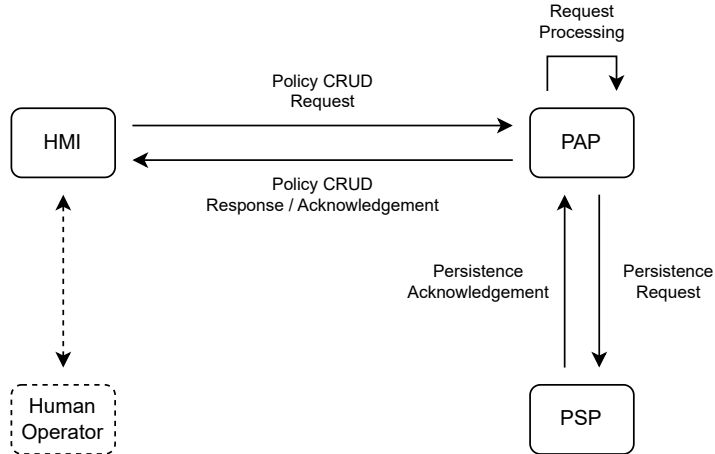 Request
Processing
Policy CRUD
Request
HMI
PAP
Policy CRUD
Response / Acknowledgement
Persistence
Acknowledgement
Persistence
Request
Human
Operator
PSP